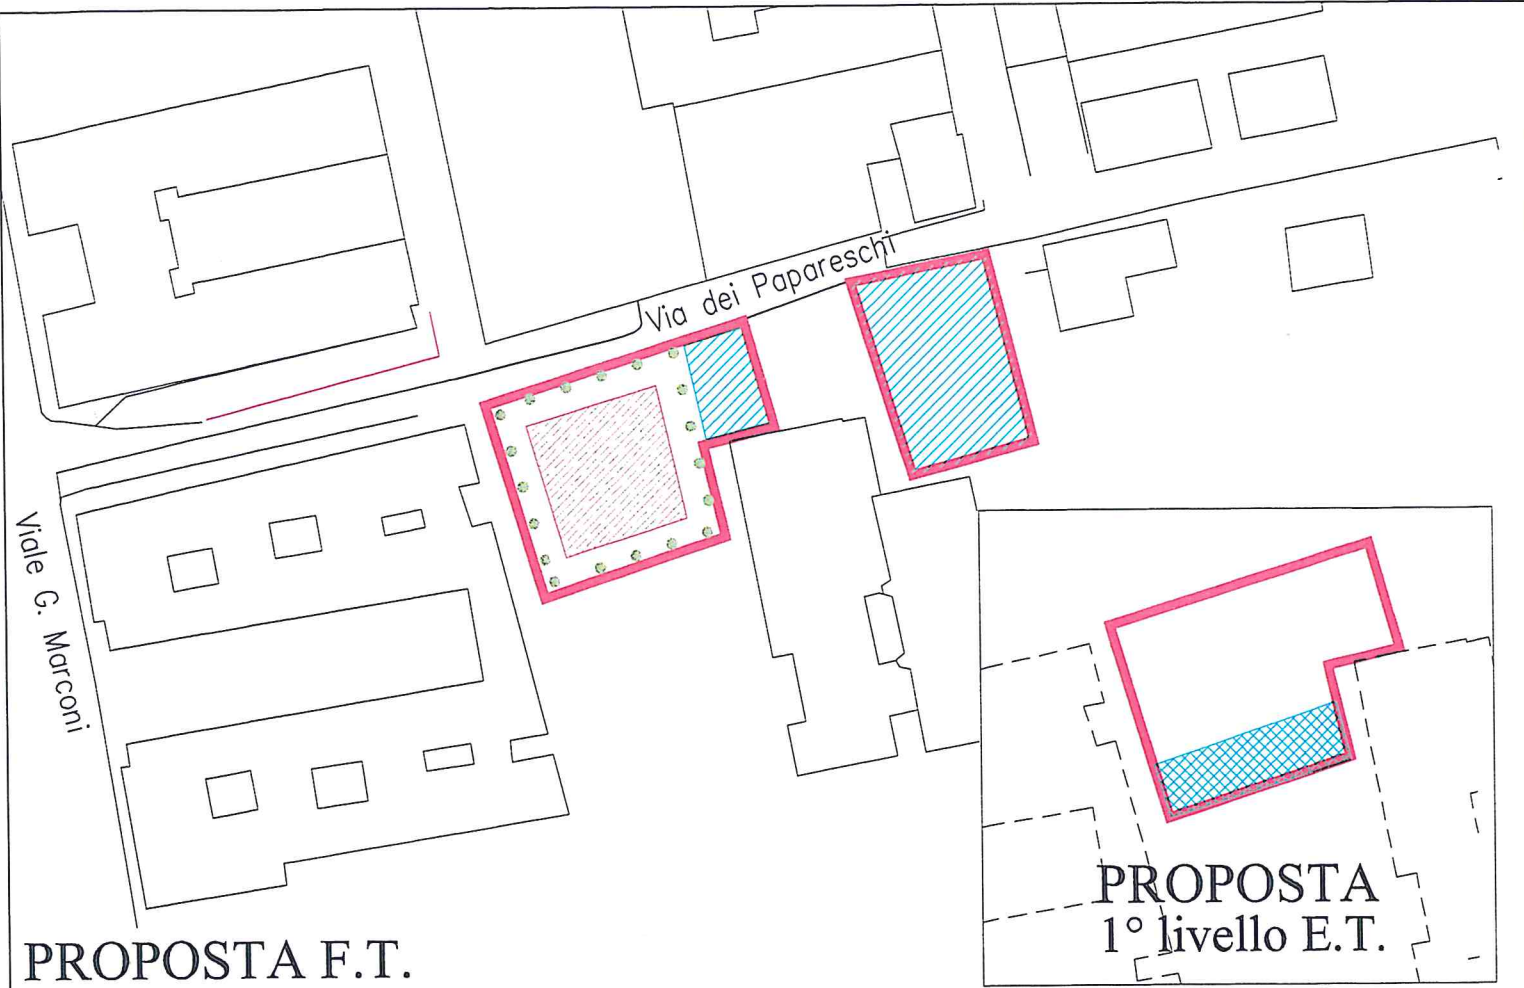 Via dei Papareschi
Viale G. Marconi
PROPOSTA F.T.
PROPOSTA
1° livello E.T.